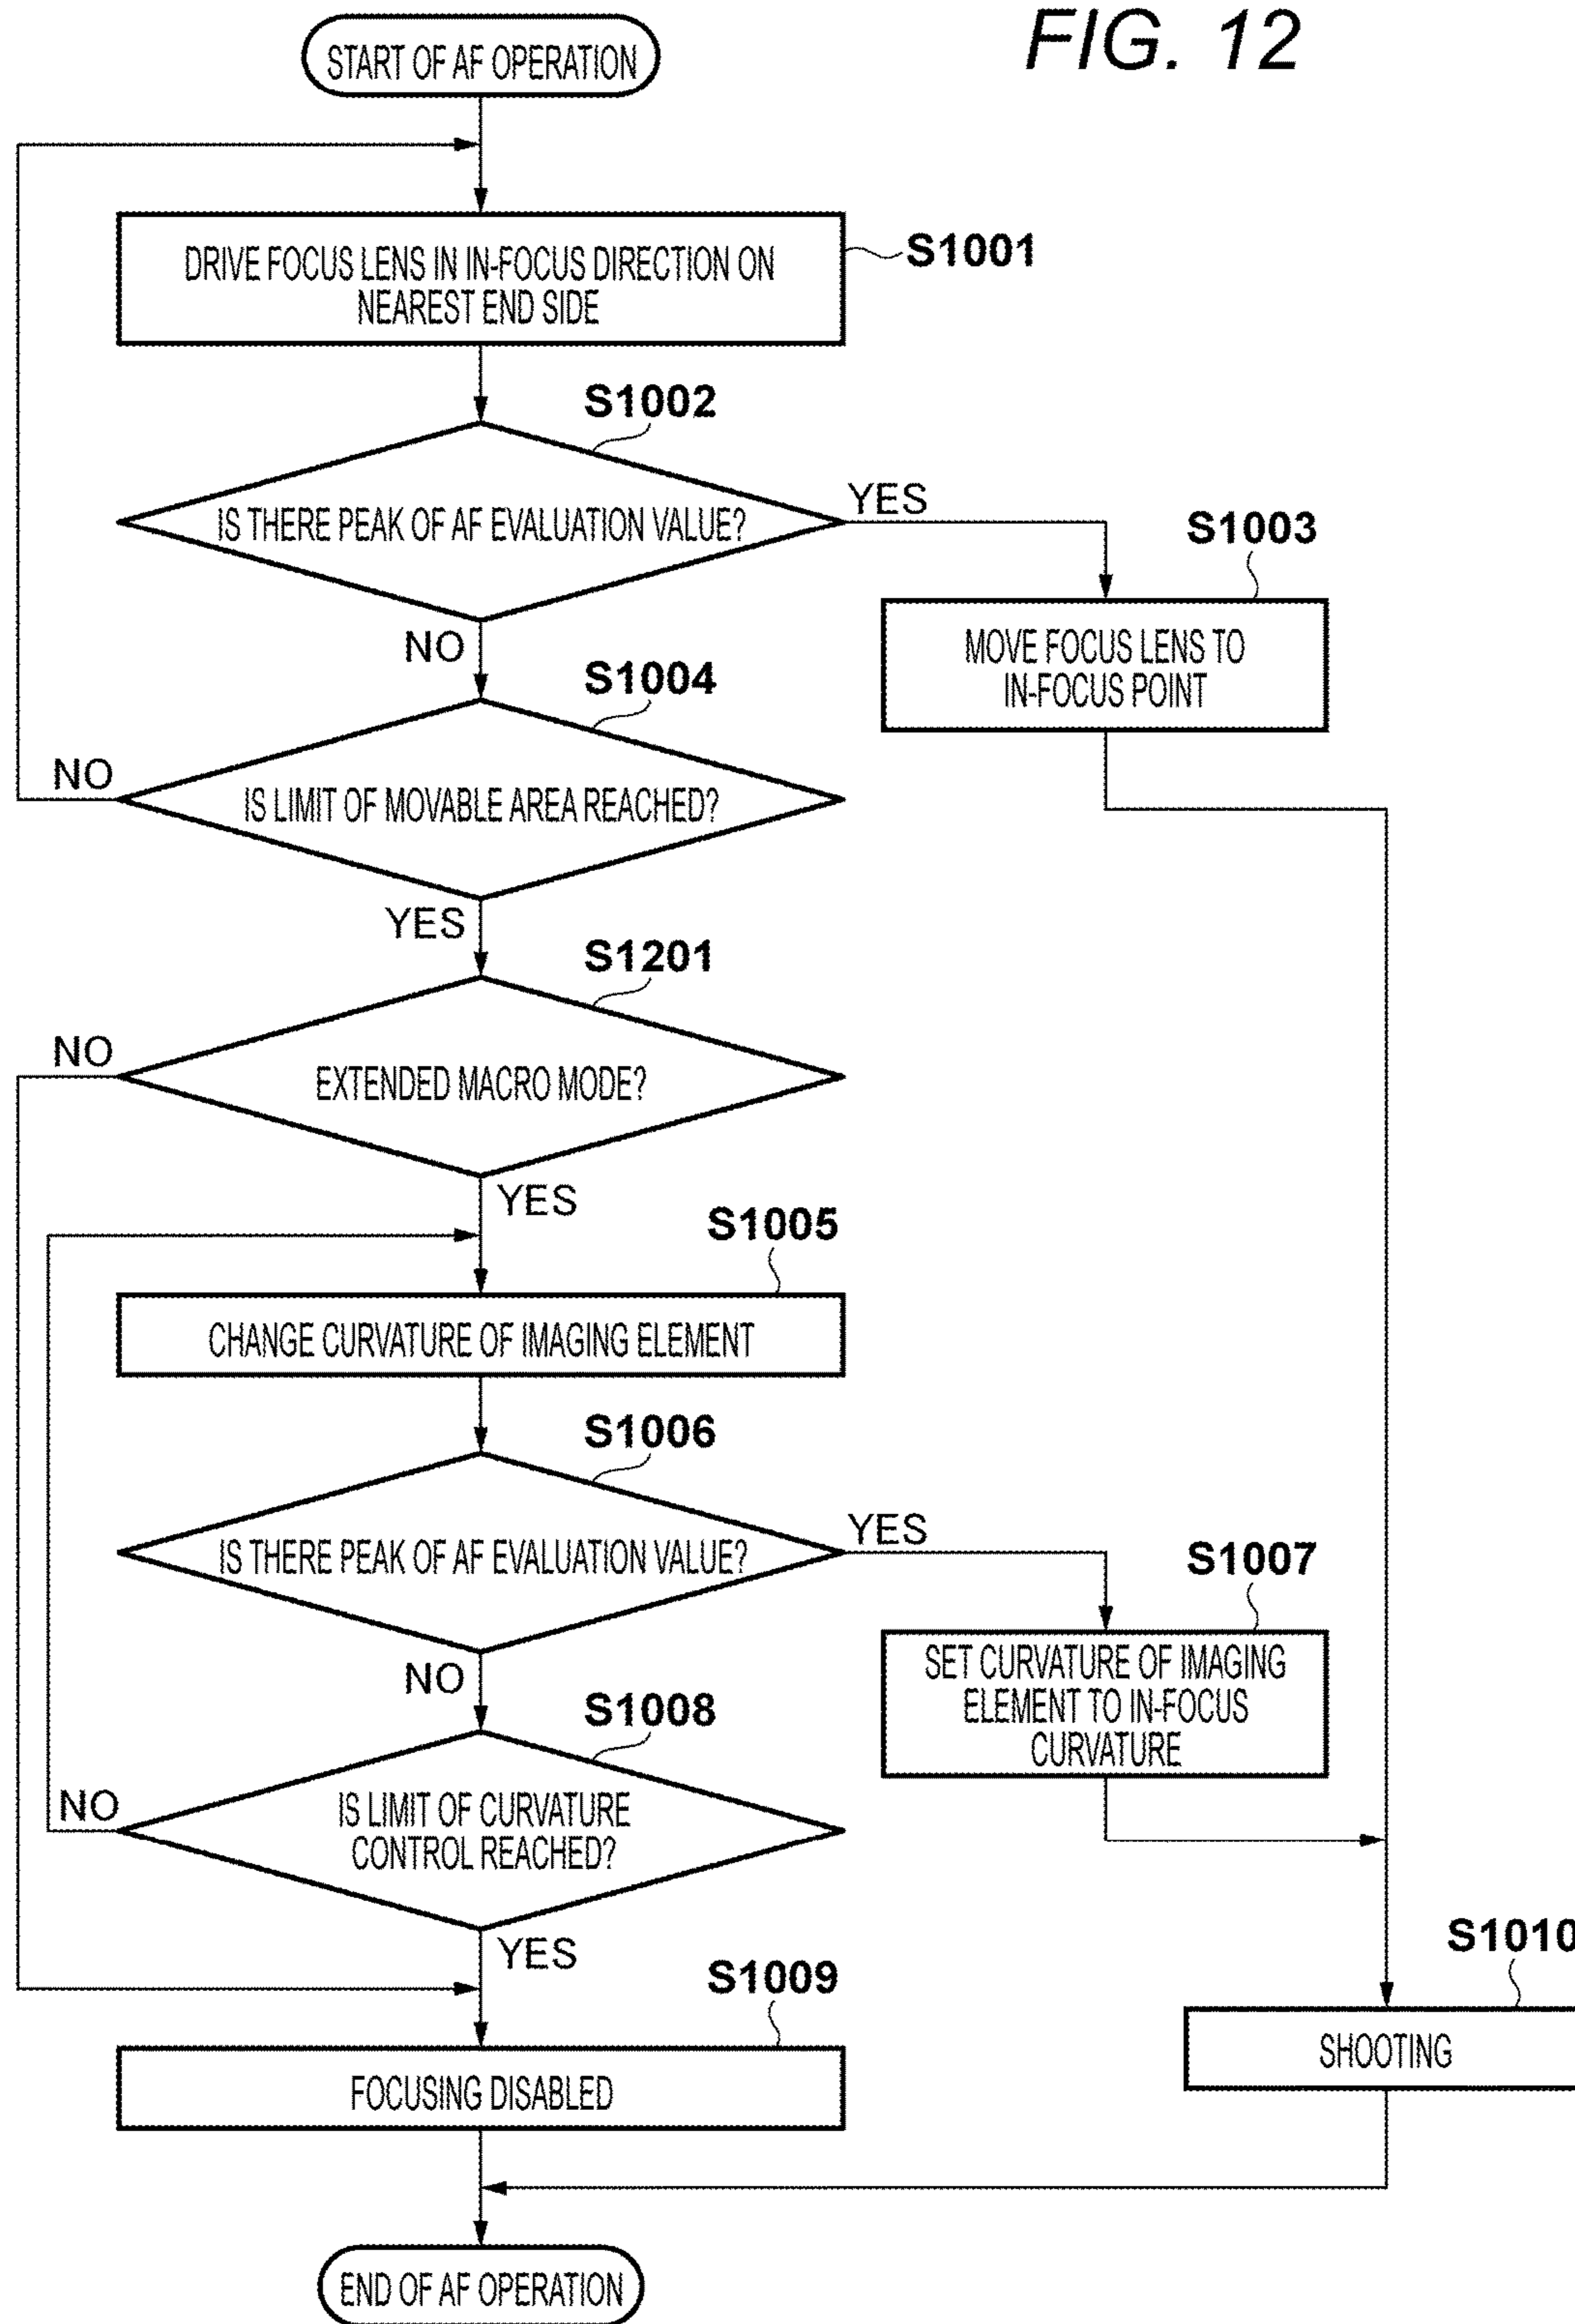 FIG. 12
START OF AF OPERATION
DRIVE FOCUS LENS IN IN-FOCUS DIRECTION ON
NEAREST END SIDE
S1001
S1002
IS THERE PEAK OF AF EVALUATION VALUE?
YES
NO
S1003
MOVE FOCUS LENS TO
IN-FOCUS POINT
S1004
IS LIMIT OF MOVABLE AREA REACHED?
NO
YES
S1201
EXTENDED MACRO MODE?
NO
YES
S1005
CHANGE CURVATURE OF IMAGING ELEMENT
S1006
IS THERE PEAK OF AF EVALUATION VALUE?
YES
NO
S1007
SET CURVATURE OF IMAGING
ELEMENT TO IN-FOCUS
CURVATURE
S1008
IS LIMIT OF CURVATURE
CONTROL REACHED?
NO
YES
S1009
FOCUSING DISABLED
S1010
SHOOTING
END OF AF OPERATION